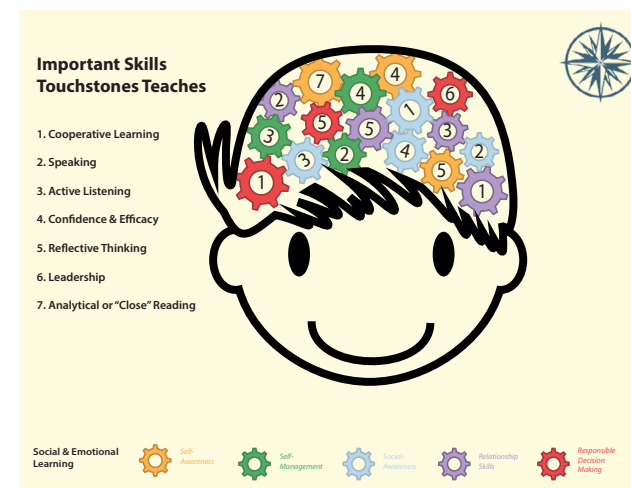 Important Skills
Touchstones Teaches
1. Cooperative Learning
2. Speaking
3. Active Listening
4. Confidence & Efficacy
5. Reflective Thinking
6. Leadership
7. Analytical or “Close” Reading
7
4
2
4
6
1
5
5
3
3
3
2
4
2
5
1
1
Social & Emotional
Learning
Self-
Awareness
Self-
Management
Social-
Awareness
Relationship
Skills
Responsible
Decision
Making